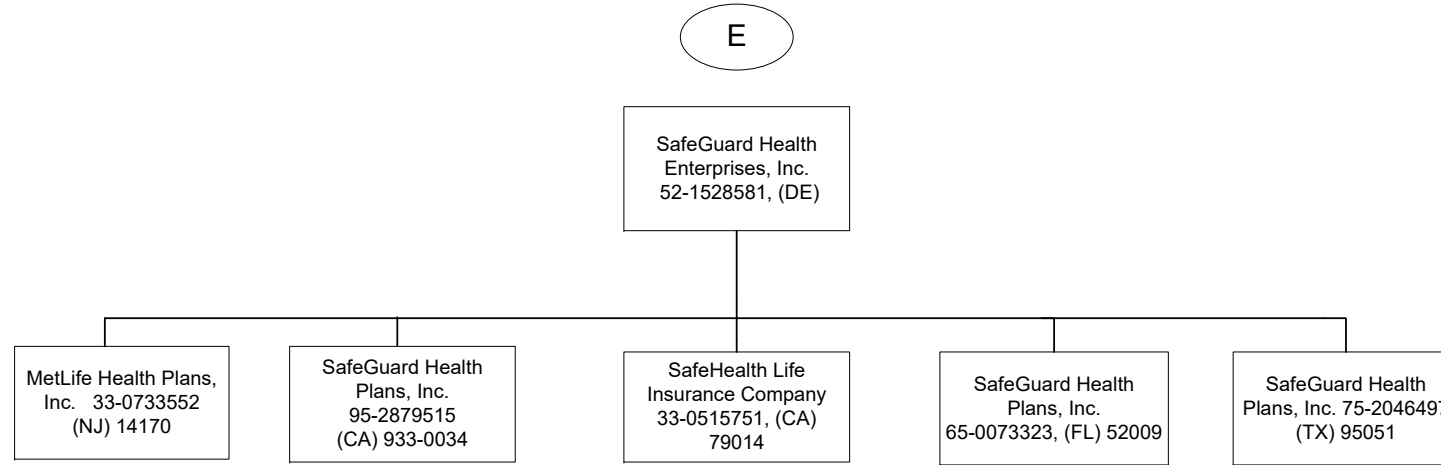 E
SafeGuard Health
Enterprises, Inc.
52-1528581, (DE)
MetLife Health Plans,
Inc. 33-0733552
(NJ) 14170
SafeGuard Health
Plans, Inc.
95-2879515
(CA) 933-0034
SafeHealth Life
Insurance Company
33-0515751, (CA)
79014
SafeGuard Health
Plans, Inc.
65-0073323, (FL) 52009
SafeGuard Health
Plans, Inc. 75-2046497
(TX) 95051